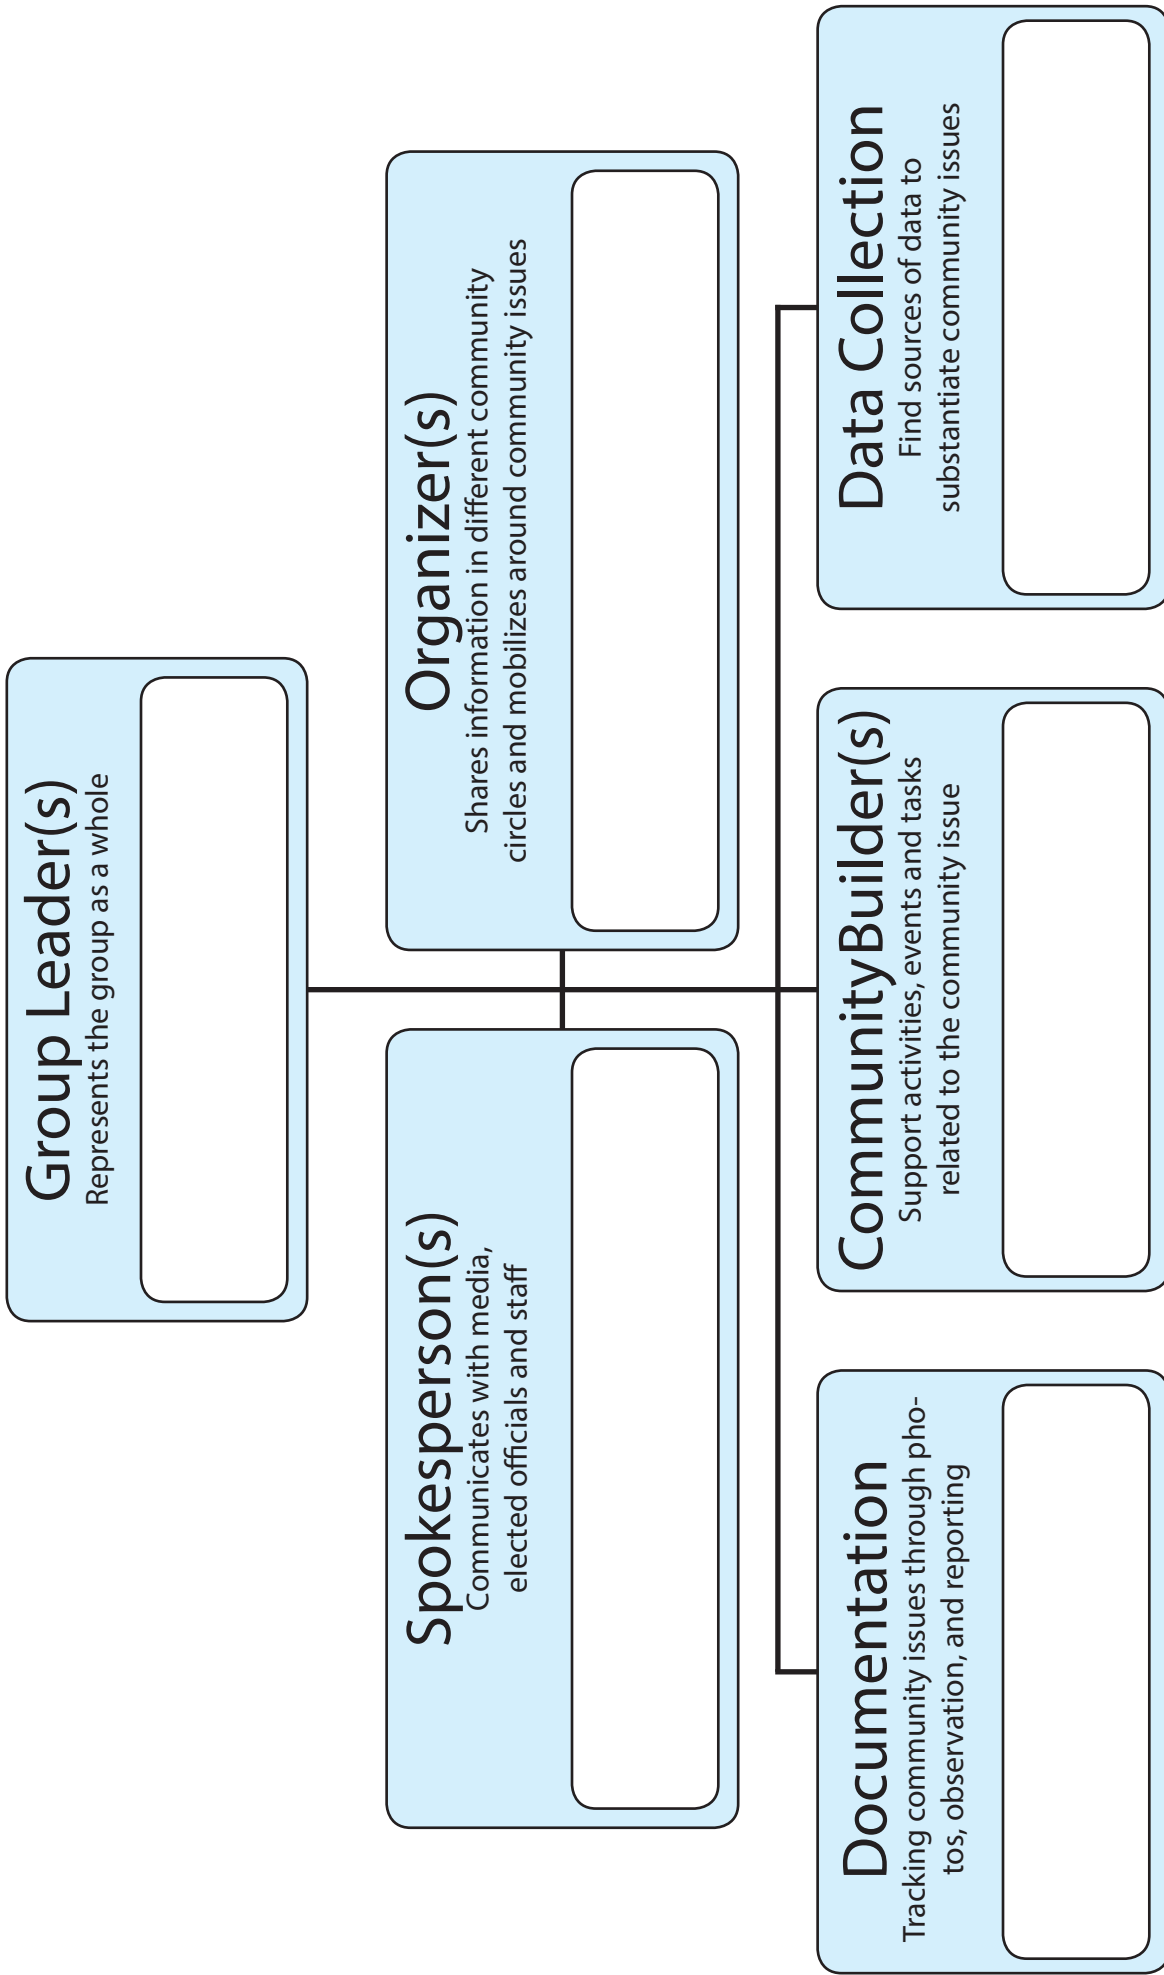 Group Leader(s)
Represents the group as a whole
Spokesperson(s)
Communicates with media,
elected officials and staff
Organizer(s)
Shares information in different community
circles and mobilizes around community issues
Documentation
Tracking community issues through pho-
tos, observation, and reporting
CommunityBuilder(s)
Support activities, events and tasks
related to the community issue
Data Collection
Find sources of data to
substantiate community issues